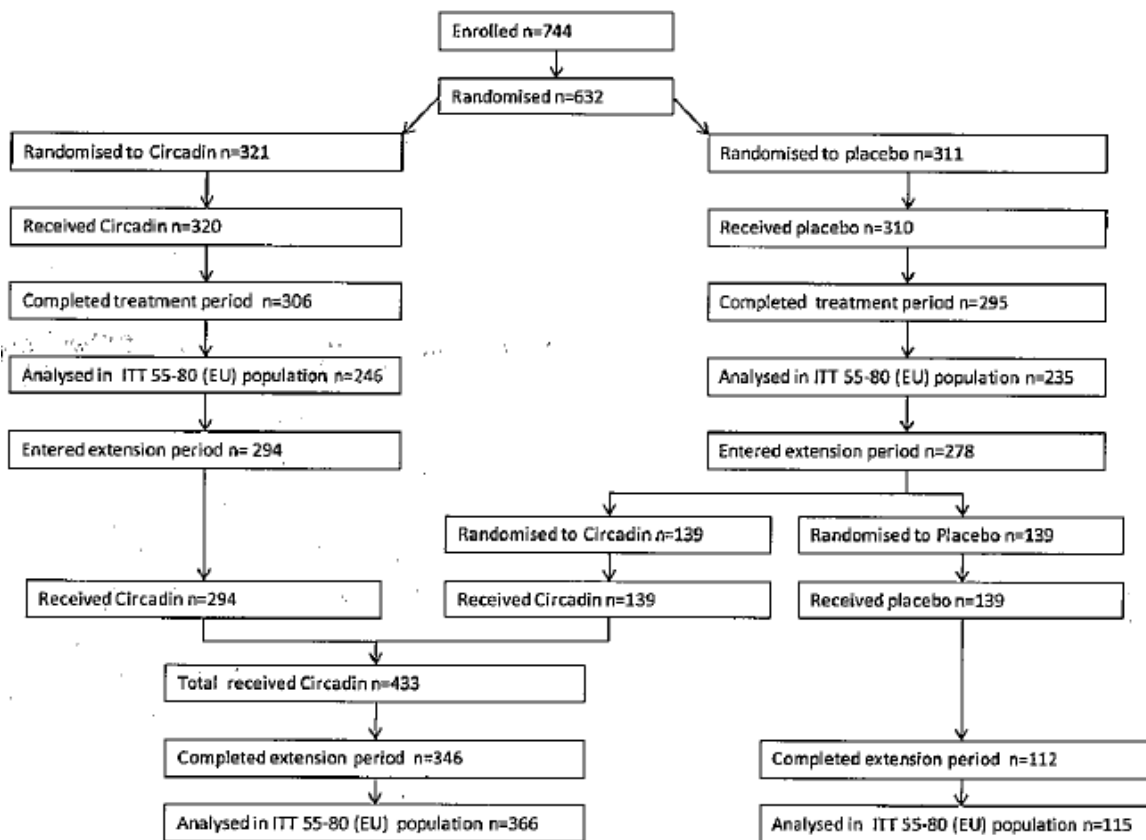 Enrolled n=744
Randomised n=632
Randomised to Circadin n=321
Randomised to placebo n=311
Received Circadin n=320
Received placebo n=310
Completed treatment period n=306
Completed treatment period n=295
Analysed in ITT 55-80 (EU) population n=246
Analysed in ITT 55-80 (EU) population n=235
Entered extension period n= 294
Entered extension period n=278
Randomised to Circadin n=139
Randomised to Placebo n=139
Received Circadin n=294
Received Circadin n=139
Received placebo n=139
Total received Circadin n=433
Completed extension period n=346
Completed extension period n=112
Analysed in ITT 55-80 (EU) population n=366
Analysed in ITT 55-80 (EU) population n=115